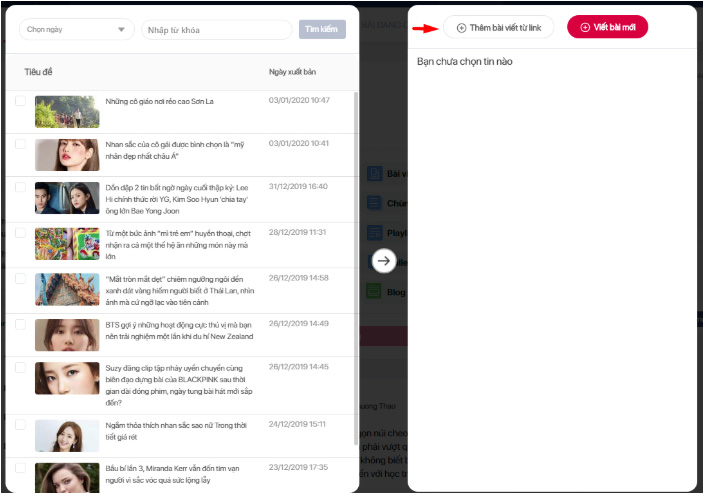 Chọn ngày
Nhập từ khóa
Tìm kiếm
Tiêu đề
Ngày xuất bản
Những cô giáo nơi rẻo cao Sơn La
03/01/2020 10:47
Nhan sắc của cô gái được bình chọn là "mỹ
nhân đẹp nhất châu Á"
03/01/2020 10:41
Dồn dập 2 tin bất ngờ ngày cuối thập kỷ: Lee
Hi chính thức rời YG, Kim Soo Hyun 'chia tay'
ông lớn Bae Yong Joon
31/12/2019 16:40
Từ một bức ảnh "mì trẻ em" huyền thoại, chợt
nhận ra cả một thế hệ ăn những món này mà
lớn
28/12/2019 11:31
"Mắt tròn mắt dẹt" chiêm ngưỡng ngôi đền
xanh dát vàng hiếm người biết ở Thái Lan, nhìn
ảnh mà cứ ngỡ lạc vào tiên cảnh
26/12/2019 14:58
BTS gợi ý những hoạt động cực thú vị mà bạn
nên trải nghiệm một lần khi du hí New Zealand
26/12/2019 14:49
Suzy đăng clip tập nhảy uyển chuyển cùng
biên đạo dựng bài của BLACKPINK sau thời
gian dài đóng phim, ngày tung bài hát mới sắp
đến?
26/12/2019 14:45
Ngắm thỏa thích nhan sắc sao nữ Trong thời
tiết giá rét
24/12/2019 15:11
Bầu bí lần 3, Miranda Kerr vẫn đốn tim vạn
người vì sắc vóc quá sức lộng lẫy
23/12/2019 17:35
Bài vi
Chùm
Playli
Blog
Thêm bài viết từ link
Viết bài mới
Bạn chưa chọn tin nào